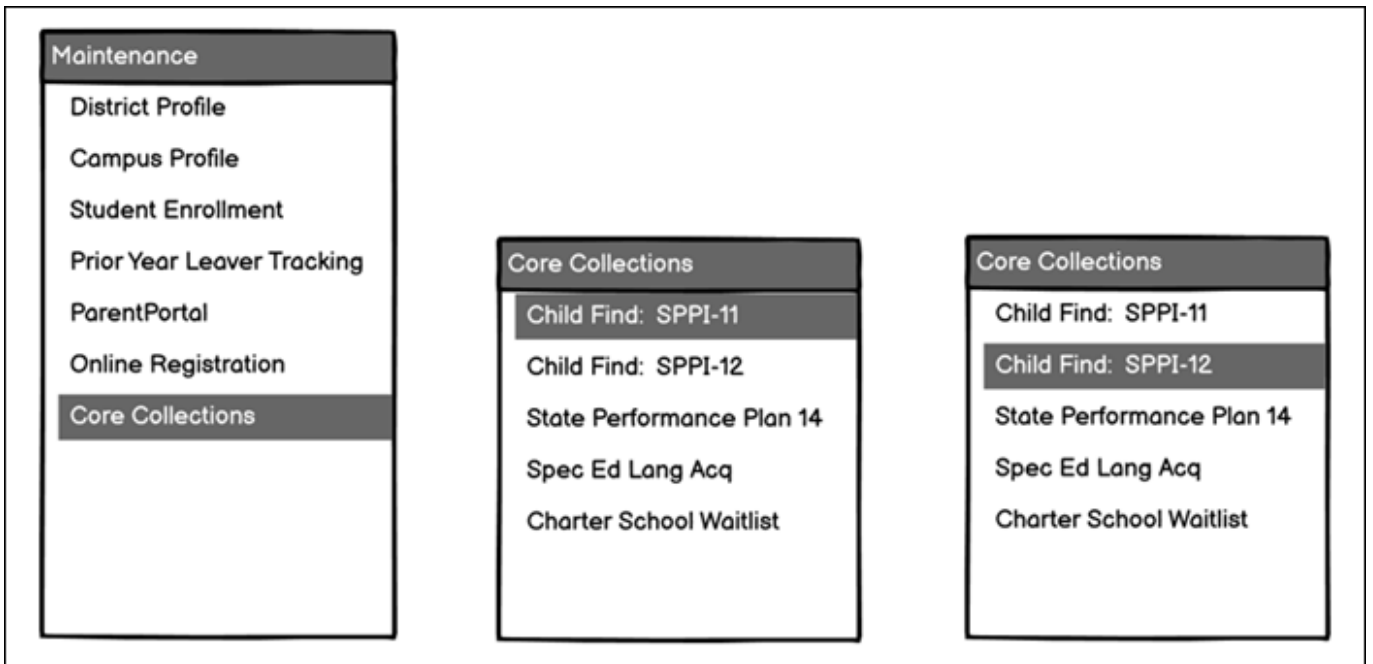 Maintenance
District Profile
Campus Profile
Student Enrollment
Prior Year Leaver Tracking
ParentPortal
Online Registration
Core Collections
Core Collections
Child Find: SPPI-11
Child Find: SPPI-12
State Performance Plan 14
Spec Ed Lang Acq
Charter School Waitlist
Core Collections
Child Find: SPPI-11
Child Find: SPPI-12
State Performance Plan 14
Spec Ed Lang Acq
Charter School Waitlist